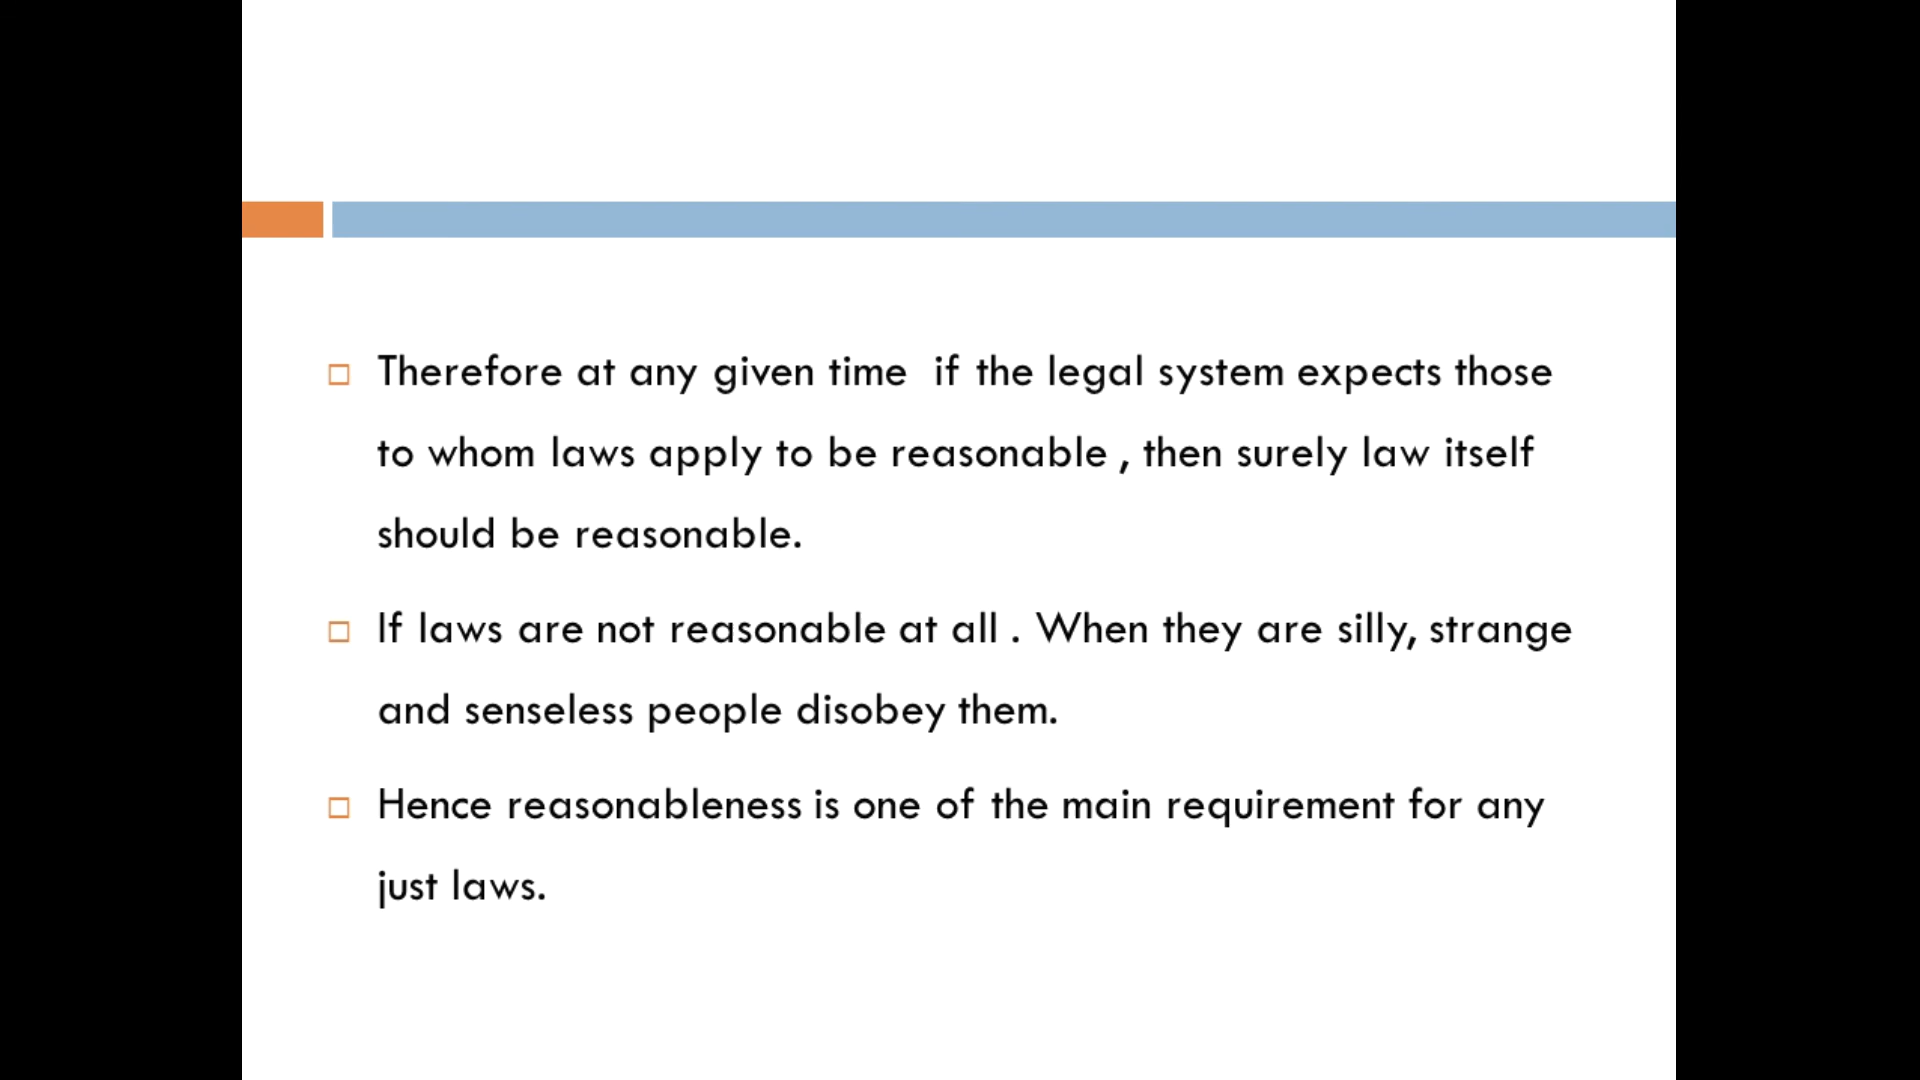 Therefore at any given time  if the legal system expects those
to whom laws apply to be reasonable , then surely law itself
should be reasonable.
If laws are not reasonable at all . When they are silly, strange
and senseless people disobey them.
Hence reasonableness is one of the main requirement for any
just laws.